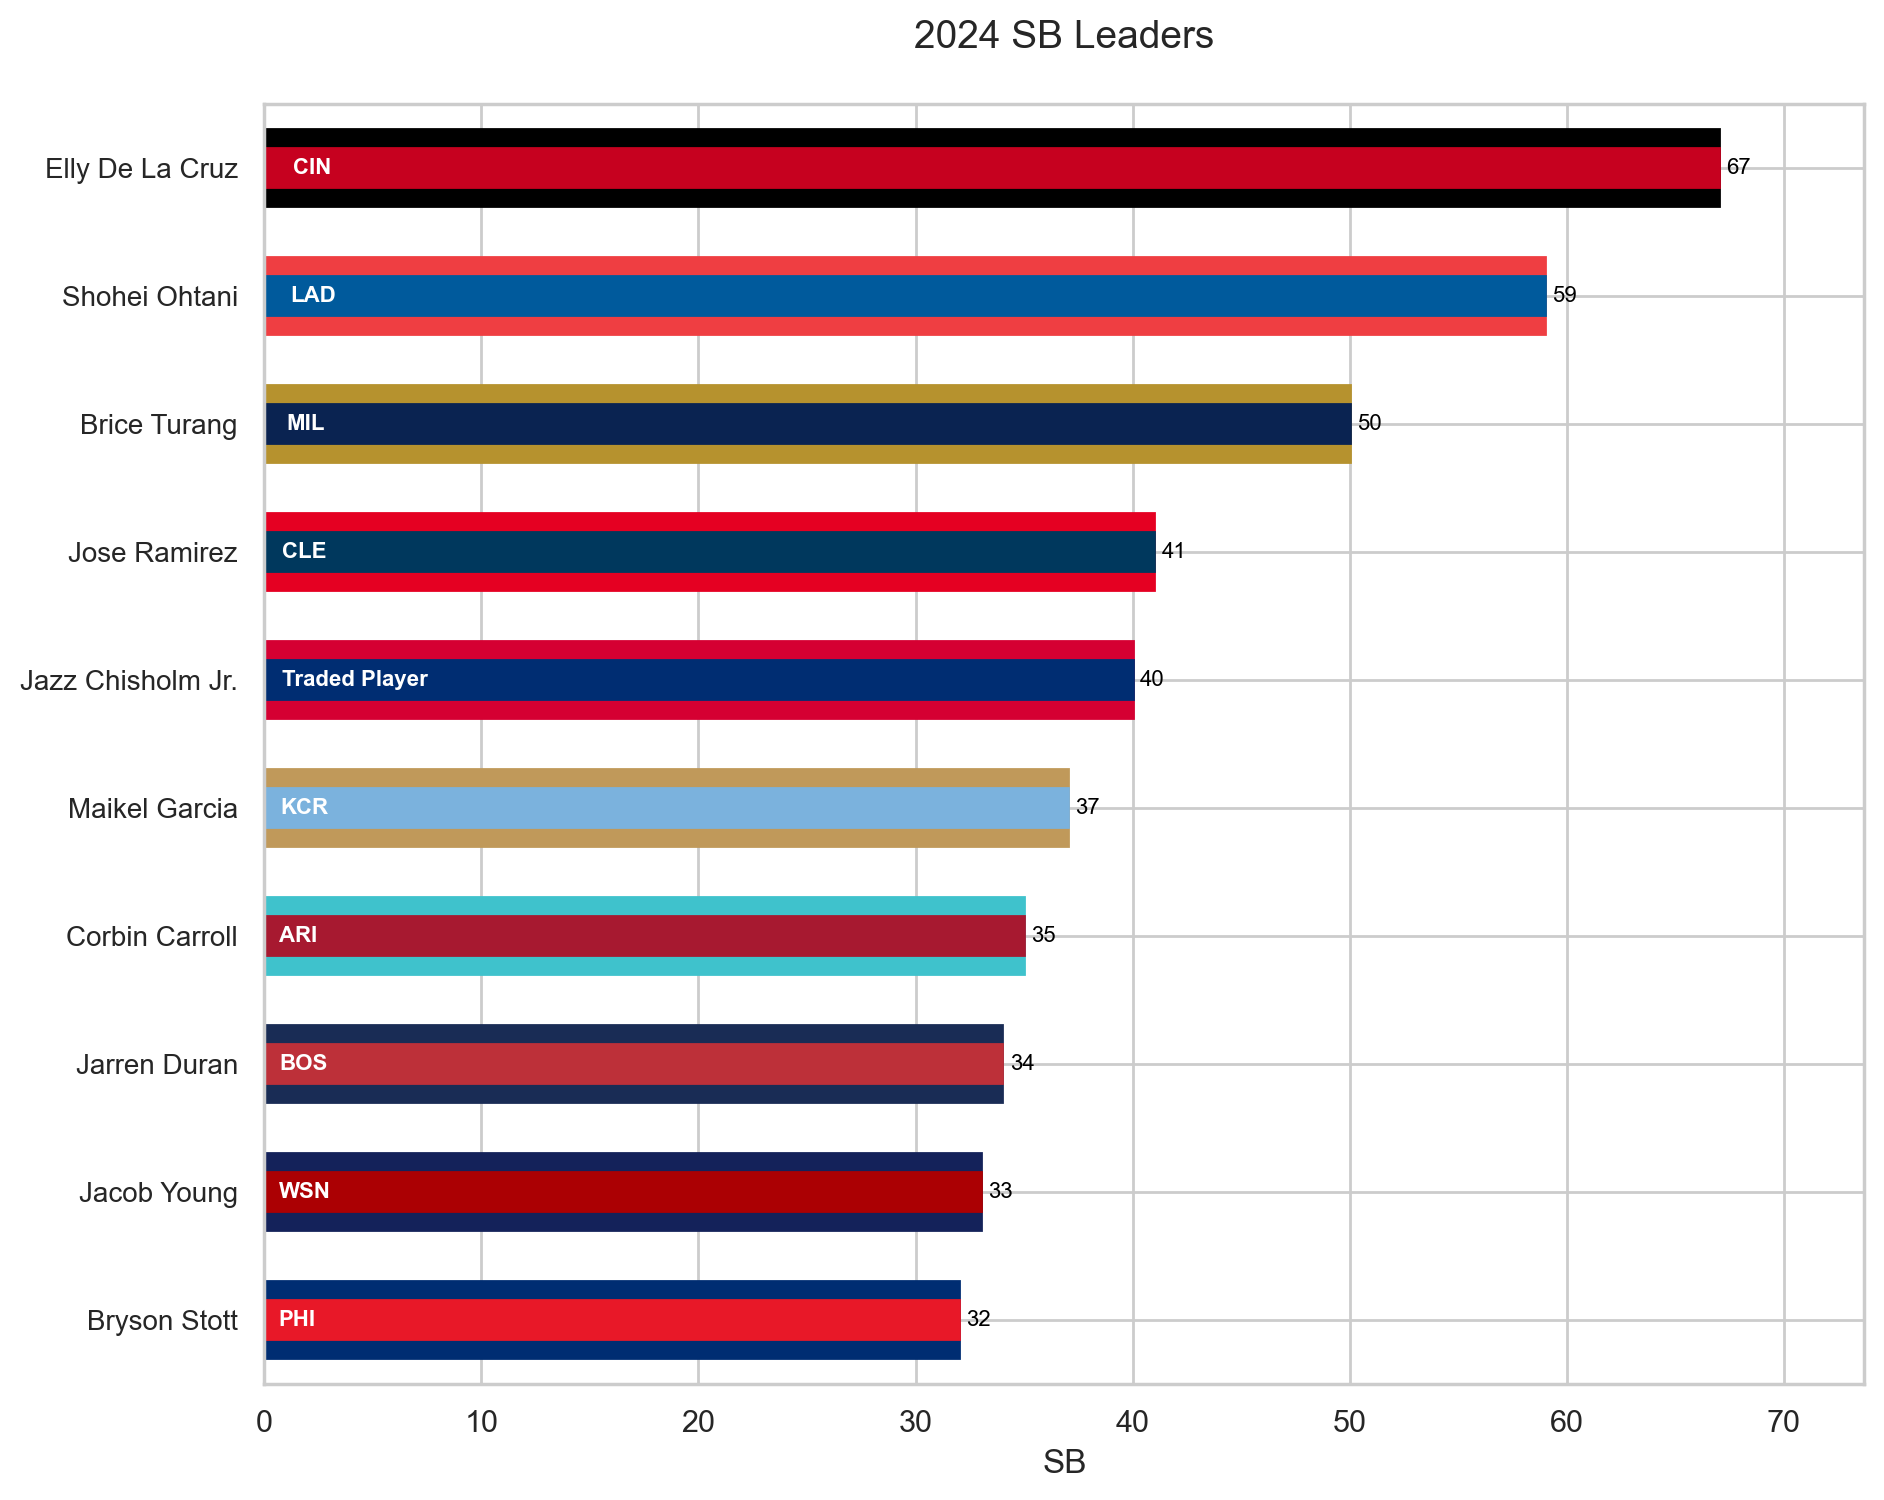 2024 SB Leaders
Elly De La Cruz CIN 67
Shohei Ohtani LAD 59
Brice Turang MIL 50
Jose Ramirez CLE 41
Jazz Chisholm Jr. Traded Player 40
Maikel Garcia KCR 37
Corbin Carroll ARI 35
Jarren Duran BOS 34
Jacob Young WSN 33
Bryson Stott PHI 32
0 10 20 30 40 50 60 70
SB